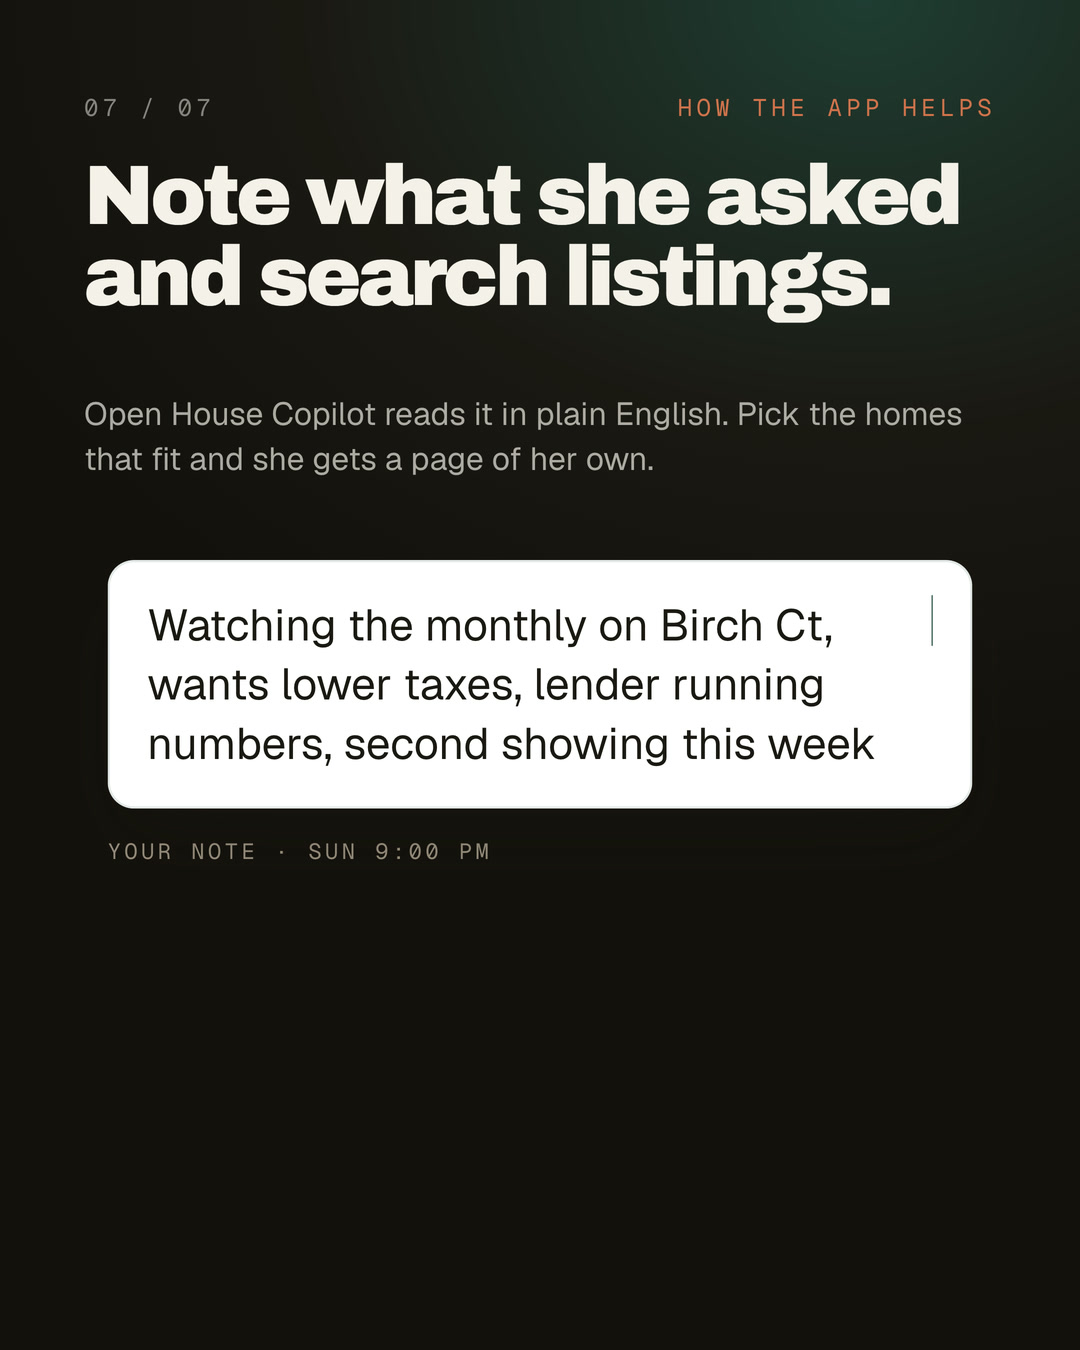 07 / 07
HOW THE APP HELPS
Note what she asked
and search listings.
Open House Copilot reads it in plain English. Pick the homes
that fit and she gets a page of her own.
Watching the monthly on Birch Ct,
wants lower taxes, lender running
numbers, second showing this week
YOUR NOTE · SUN 9:00 PM